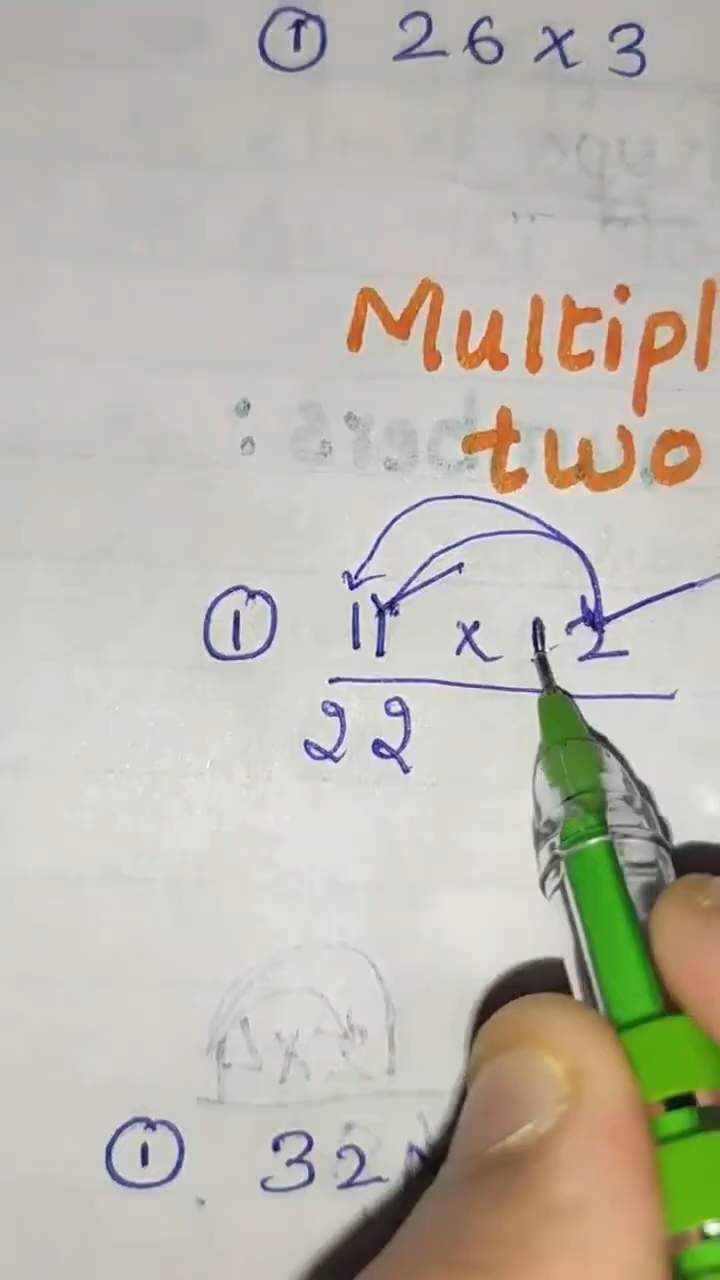 ① 26 x 3
Multipl
two
① 11 x 12
22
① 32